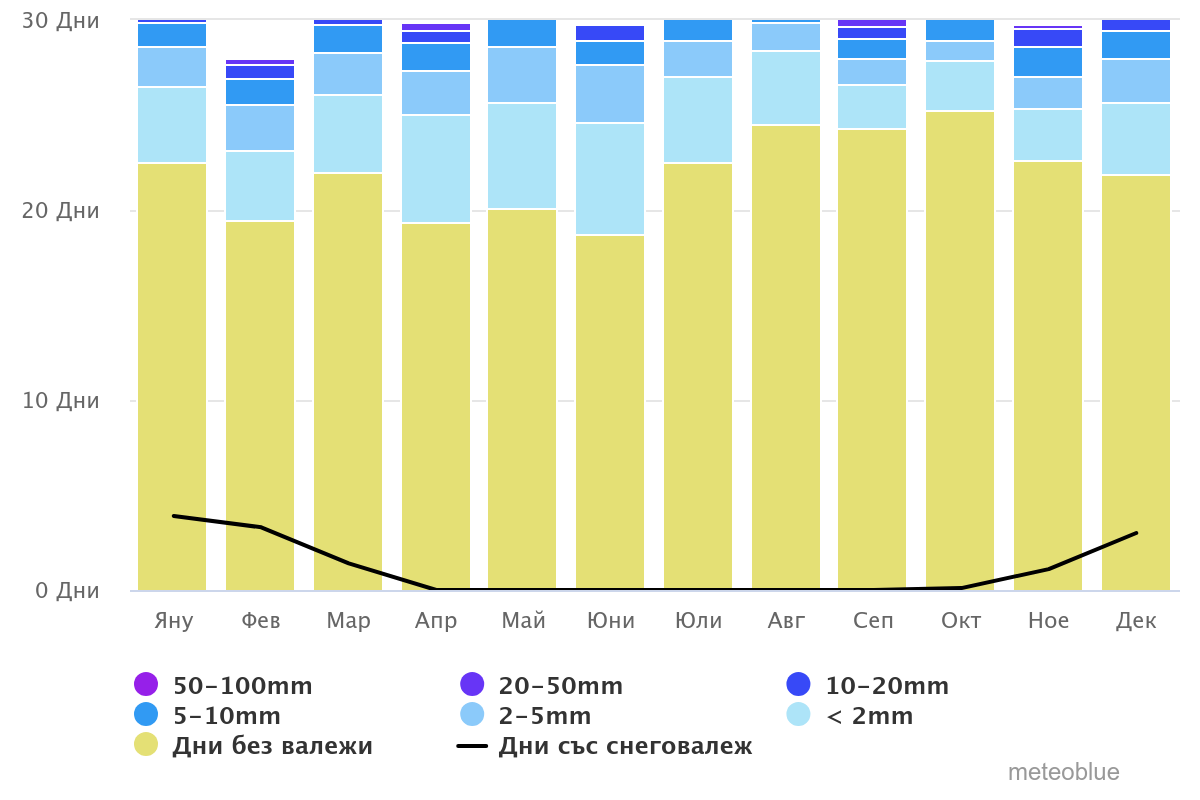 30 Дни
20 Дни
10 Дни
0 Дни
Яну Фев Мар Апр Май Юни Юли Авг Сеп Окт Ное Дек
50–100mm 20–50mm 10–20mm
5–10mm 2–5mm < 2mm
Дни без валежи Дни със снеговалеж
meteoblue